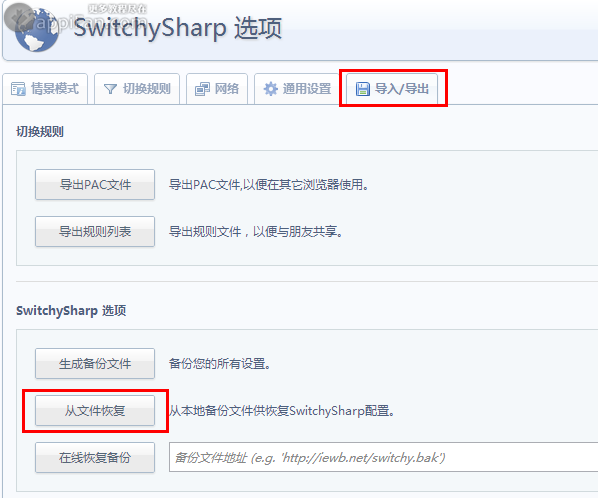 更多教程尽在
appifan.com
SwitchySharp 选项
情景模式 切换规则 网络 通用设置 导入/导出
切换规则
导出PAC文件 导出PAC文件,以便在其它浏览器使用。
导出规则列表 导出规则文件，以便与朋友共享。
SwitchySharp 选项
生成备份文件 备份您的所有设置。
从文件恢复 从本地备份文件供恢复SwitchySharp配置。
在线恢复备份 备份文件地址 (e.g. 'http://iewb.net/switchy.bak')